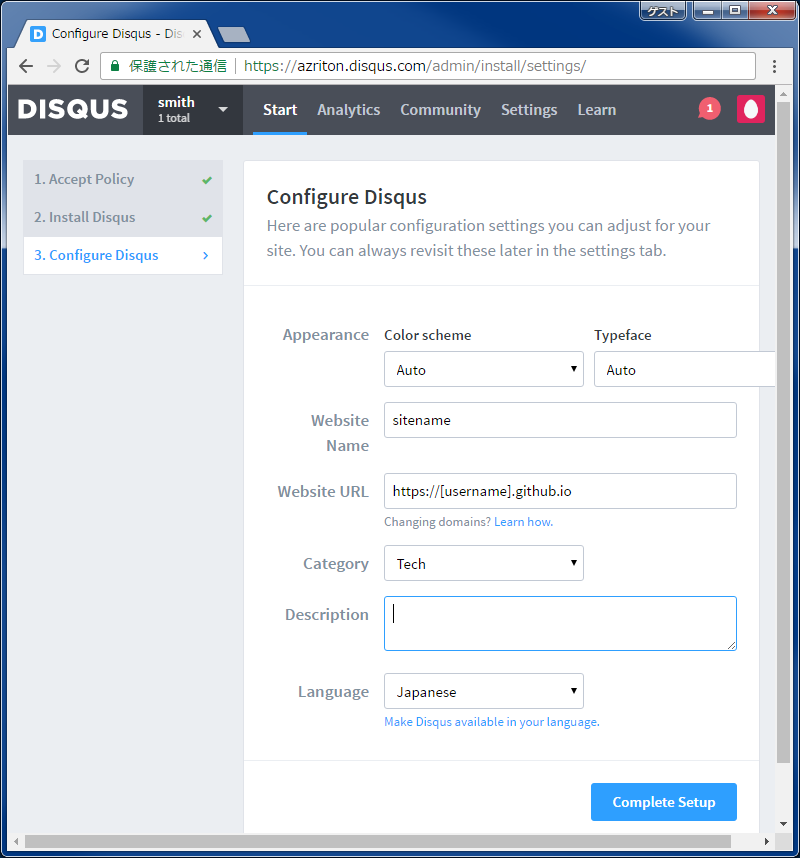 ゲスト
Configure Disqus - Dis
保護された通信 https://azriton.disqus.com/admin/install/settings/
DISQUS
smith
1 total
Start Analytics Community Settings Learn
1
1. Accept Policy
2. Install Disqus
3. Configure Disqus
Configure Disqus
Here are popular configuration settings you can adjust for your
site. You can always revisit these later in the settings tab.
Appearance
Color scheme
Typeface
Auto
Auto
Website
Name
sitename
Website URL
https://[username].github.io
Changing domains? Learn how.
Category
Tech
Description
Language
Japanese
Make Disqus available in your language.
Complete Setup